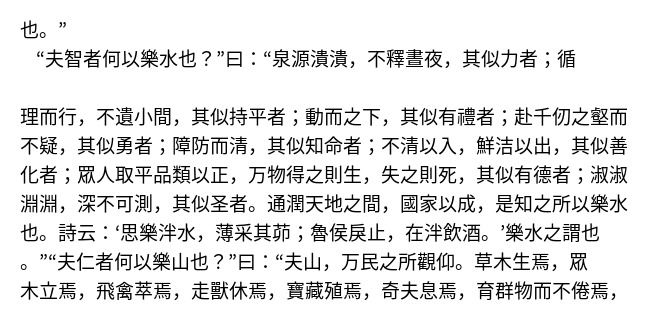 也。”
“夫智者何以樂水也？”曰：“泉源潰潰，不釋晝夜，其似力者；循
理而行，不遺小間，其似持平者；動而之下，其似有禮者；赴千仞之壑而
不疑，其似勇者；障防而清，其似知命者；不清以入，鮮洁以出，其似善
化者；眾人取平品類以正，万物得之則生，失之則死，其似有德者；淑淑
淵淵，深不可測，其似圣者。通潤天地之間，國家以成，是知之所以樂水
也。詩云：‘思樂泮水，薄采其茆；魯侯戾止，在泮飲酒。’樂水之謂也
。”“夫仁者何以樂山也？”曰：“夫山，万民之所觀仰。草木生焉，眾
木立焉，飛禽萃焉，走獸休焉，寶藏殖焉，奇夫息焉，育群物而不倦焉，